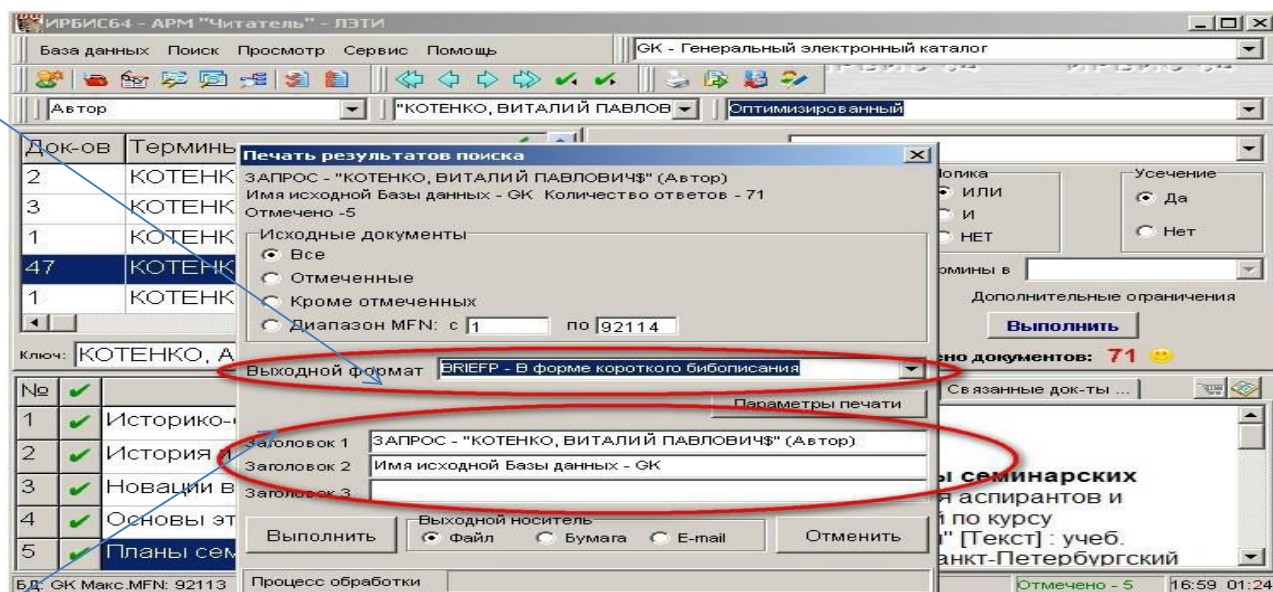 ИРБИС64 - АРМ "Читатель" - ЛЭТИ
База данных Поиск Просмотр Сервис Помощь
GK - Генеральный электронный каталог
Автор
"КОТЕНКО, ВИТАЛИЙ ПАВЛОВ
Оптимизированный
Док-ов Термины
2 КОТЕНК
3 КОТЕНК
1 КОТЕНК
47 КОТЕНК
1 КОТЕНК
Ключ: КОТЕНКО, А
Печать результатов поиска
ЗАПРОС - "КОТЕНКО, ВИТАЛИЙ ПАВЛОВИЧ$" (Автор)
Имя исходной Базы данных - GK Количество ответов - 71
Отмечено -5
Исходные документы
Все
Отмеченные
Кроме отмеченных
Диапазон MFN: с 1 по 92114
Выходной формат BRIEFP - В форме короткого бибописания
Параметры печати
Заголовок 1 ЗАПРОС - "КОТЕНКО, ВИТАЛИЙ ПАВЛОВИЧ$" (Автор)
Заголовок 2 Имя исходной Базы данных - GK
Заголовок 3
Выполнить
Выходной носитель
Файл Бумага E-mail
Отменить
Процесс обработки
Усечение
ИЛИ
И
НЕТ
Да
Нет
Дополнительные ограничения
Выполнить
документов: 71
Связанные док-ты ...
№
1 Историко-
2 История и
3 Новации в
4 Основы эт
5 Планы сем
семинарских
аспирантов и
по курсу
" [Текст] : учеб.
анкт-Петербургский
БД: GK Макс.MFN: 92113
Отмечено - 5
16:59 01:24